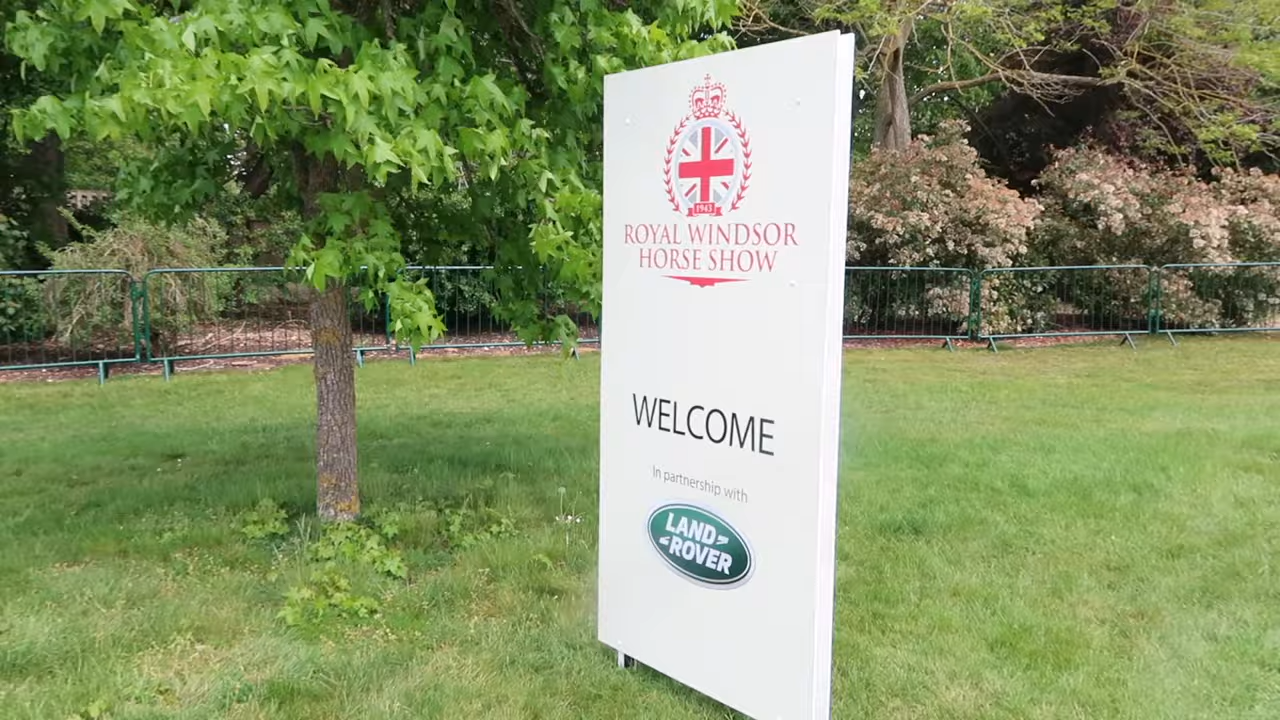 1943
ROYAL WINDSOR
HORSE SHOW
WELCOME
In partnership with
LAND
ROVER